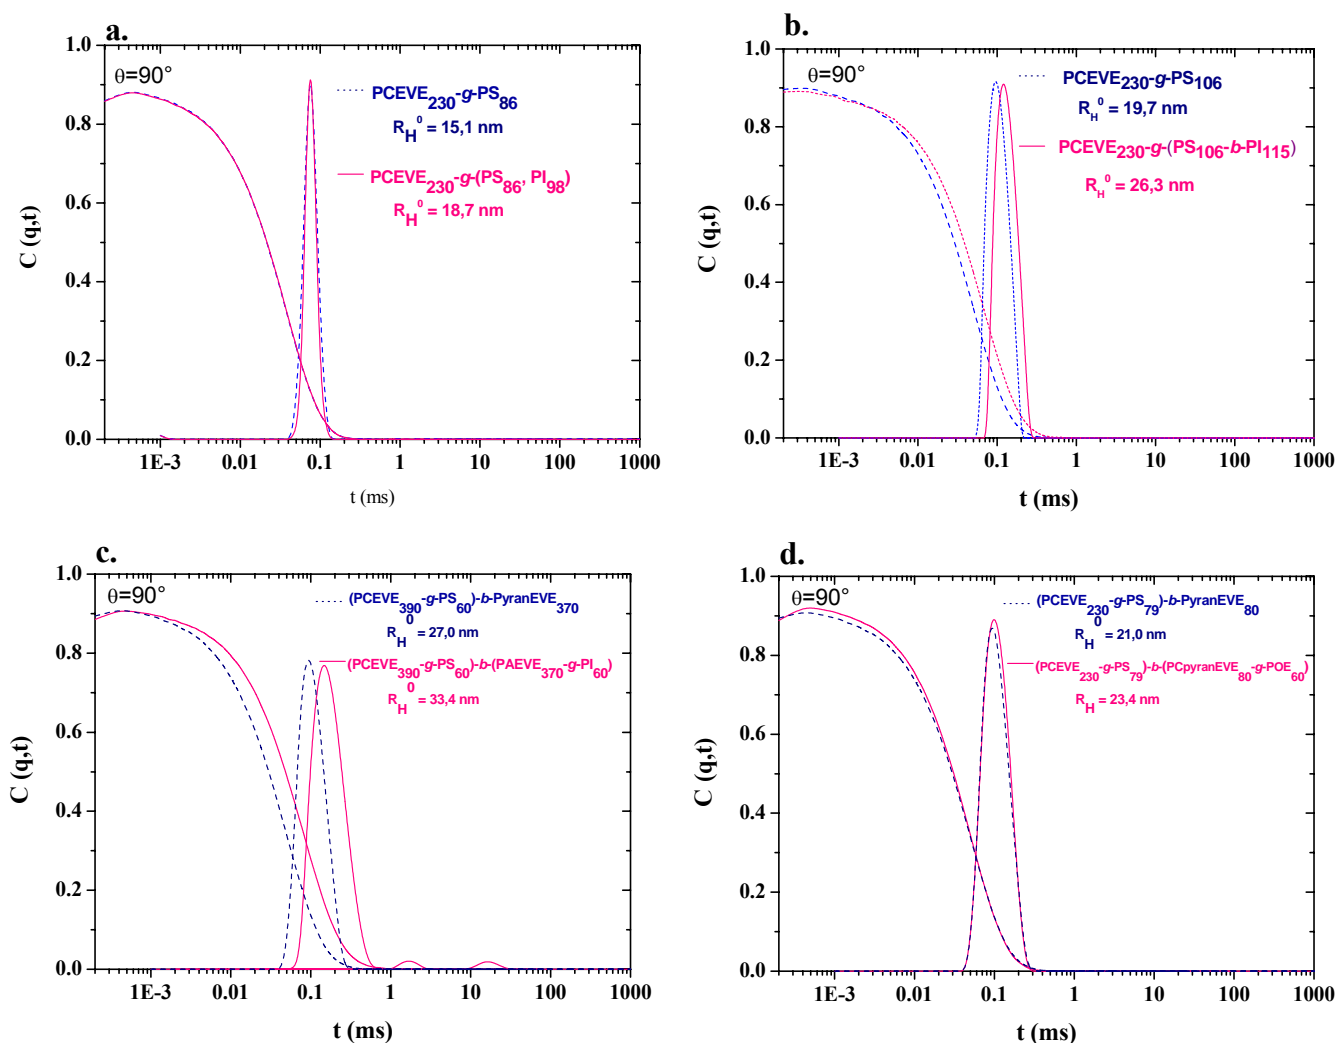 a.
θ=90°
PCEVE230-g-PS86
RH0 = 15,1 nm
PCEVE230-g-(PS86, PI98)
RH0 = 18,7 nm
C (q,t)
1.0
0.8
0.6
0.4
0.2
0.0
1E-3 0.01 0.1 1 10 100 1000
t (ms)
b.
θ=90°
PCEVE230-g-PS106
RH0 = 19,7 nm
PCEVE230-g-(PS106-b-PI115)
RH0 = 26,3 nm
C (q,t)
1.0
0.8
0.6
0.4
0.2
0.0
1E-3 0.01 0.1 1 10 100 1000
t (ms)
c.
θ=90°
(PCEVE390-g-PS60)-b-PyranEVE370
RH0 = 27,0 nm
(PCEVE390-g-PS60)-b-(PAEVE370-g-PI60)
RH0 = 33,4 nm
C (q,t)
1.0
0.8
0.6
0.4
0.2
0.0
1E-3 0.01 0.1 1 10 100 1000
t (ms)
d.
θ=90°
(PCEVE230-g-PS79)-b-PyranEVE80
RH0 = 21,0 nm
(PCEVE230-g-PS79)-b-(PCpyranEVE80-g-POE60)
RH0 = 23,4 nm
C (q,t)
1.0
0.8
0.6
0.4
0.2
0.0
1E-3 0.01 0.1 1 10 100 1000
t (ms)